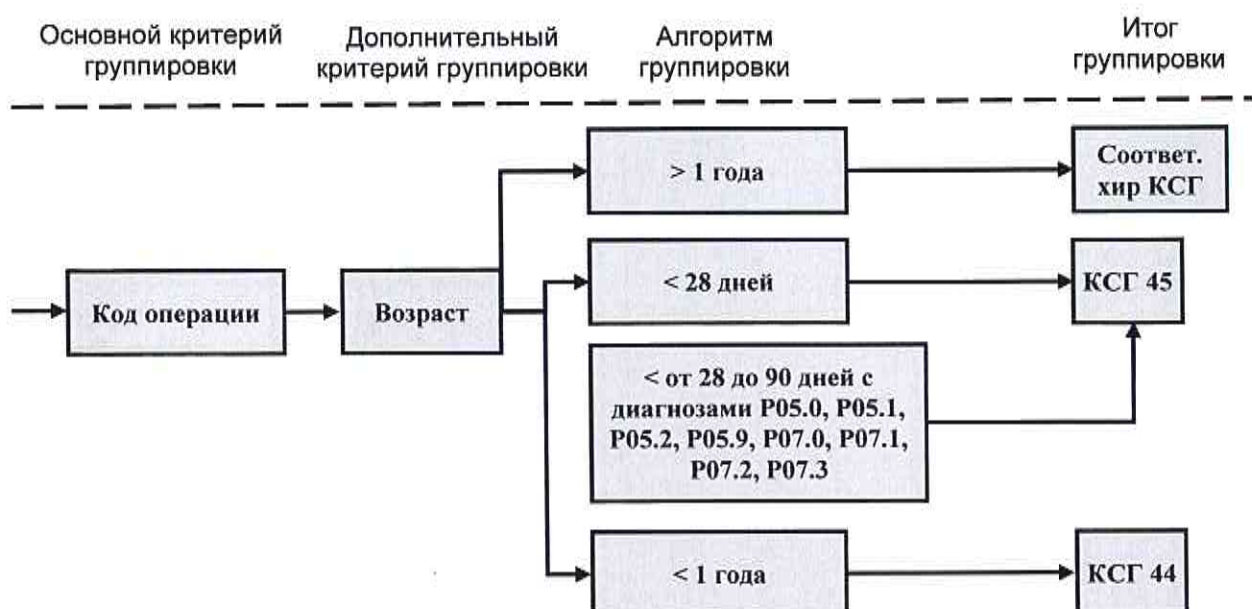 Основной критерий
группировки
Дополнительный
критерий группировки
Алгоритм
группировки
Итог
группировки
> 1 года
Соответ.
хир КСГ
Код операции
Возраст
< 28 дней
КСГ 45
< от 28 до 90 дней с
диагнозами P05.0, P05.1,
P05.2, P05.9, P07.0, P07.1,
P07.2, P07.3
< 1 года
КСГ 44